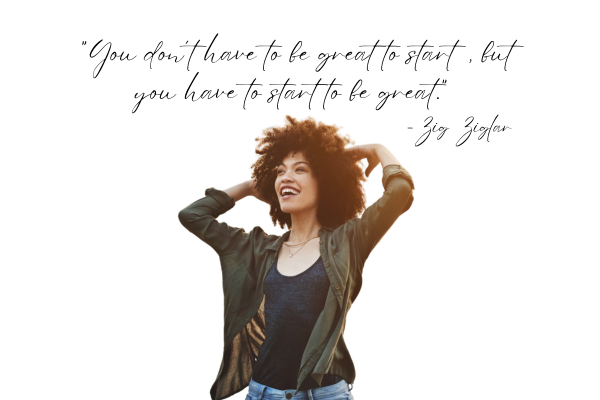 "You don't have to be great to start , but
you have to start to be great."
- Zig Ziglar